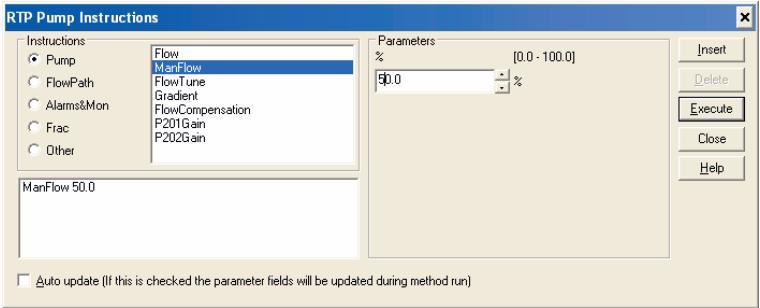 RTP Pump Instructions
Instructions
Pump
FlowPath
Alarms&Mon
Frac
Other
Flow
ManFlow
FlowTune
Gradient
FlowCompensation
P201Gain
P202Gain
Parameters
% [0.0 - 100.0]
50.0 %
Insert
Delete
Execute
Close
Help
ManFlow 50.0
Auto update (If this is checked the parameter fields will be updated during method run)